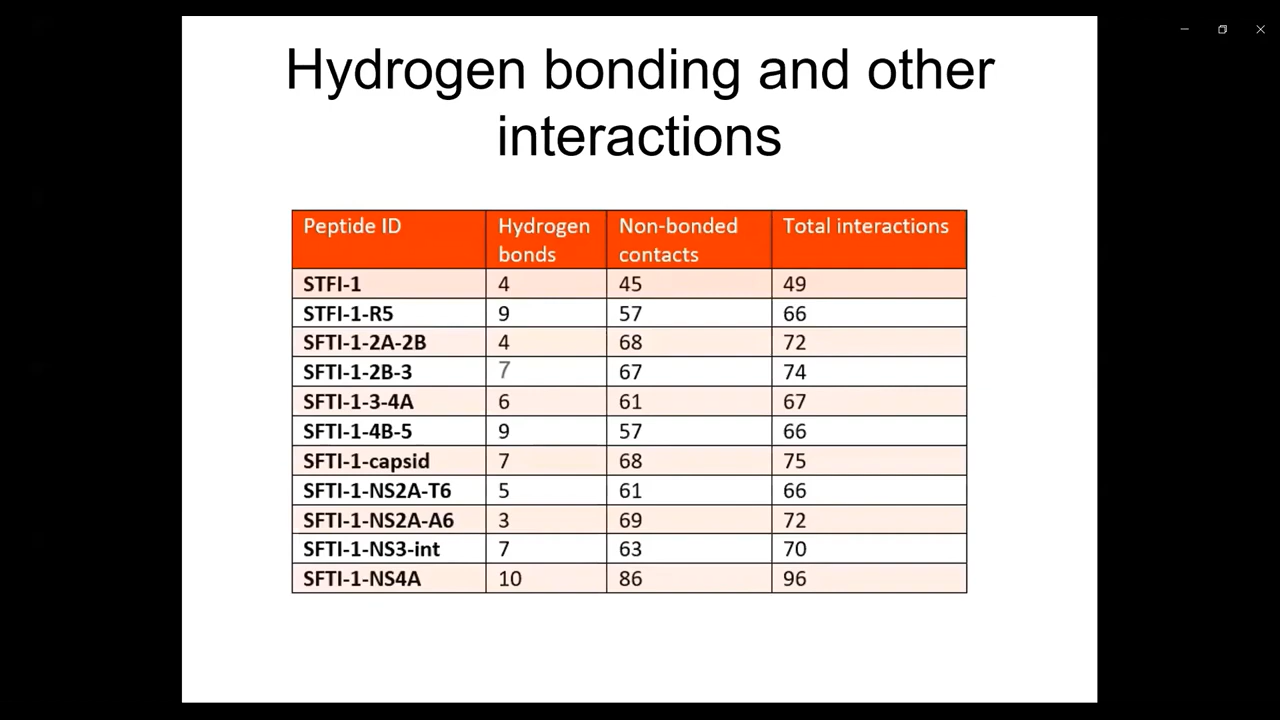 Hydrogen bonding and other
interactions
Peptide ID Hydrogen bonds Non-bonded contacts Total interactions
STFI-1 4 45 49
STFI-1-R5 9 57 66
SFTI-1-2A-2B 4 68 72
SFTI-1-2B-3 7 67 74
SFTI-1-3-4A 6 61 67
SFTI-1-4B-5 9 57 66
SFTI-1-capsid 7 68 75
SFTI-1-NS2A-T6 5 61 66
SFTI-1-NS2A-A6 3 69 72
SFTI-1-NS3-int 7 63 70
SFTI-1-NS4A 10 86 96